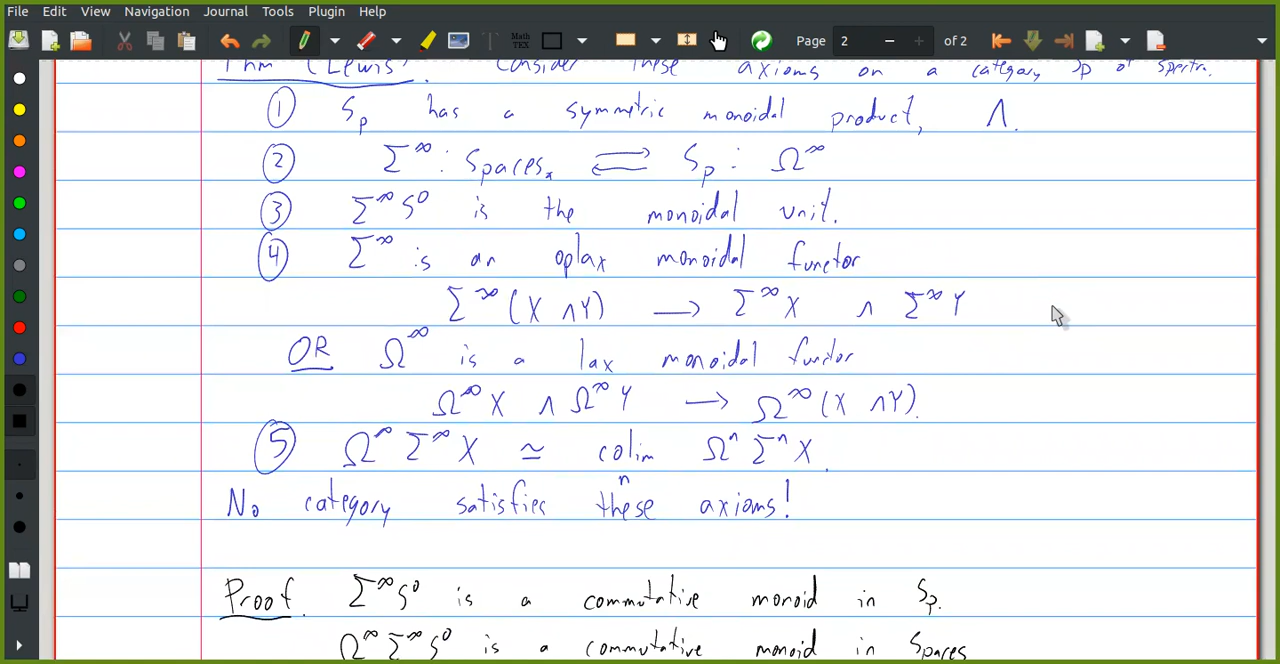 File Edit View Navigation Journal Tools Plugin Help
Math TEX Page 2 of 2
Thm (Lewis). Consider these axioms on a category Sp of spectra.
① Sp has a symmetric monoidal product, ∧.
② Σ^∞ : Spaces_* ⇄ Sp : Ω^∞
③ Σ^∞ S^0 is the monoidal unit.
④ Σ^∞ is an oplax monoidal functor
Σ^∞ (X ∧ Y) → Σ^∞ X ∧ Σ^∞ Y
OR Ω^∞ is a lax monoidal functor
Ω^∞ X ∧ Ω^∞ Y → Ω^∞ (X ∧ Y).
⑤ Ω^∞ Σ^∞ X ≃ colim_n Ω^n Σ^n X.
No category satisfies these axioms!
Proof. Σ^∞ S^0 is a commutative monoid in Sp.
Ω^∞ Σ^∞ S^0 is a commutative monoid in Spaces